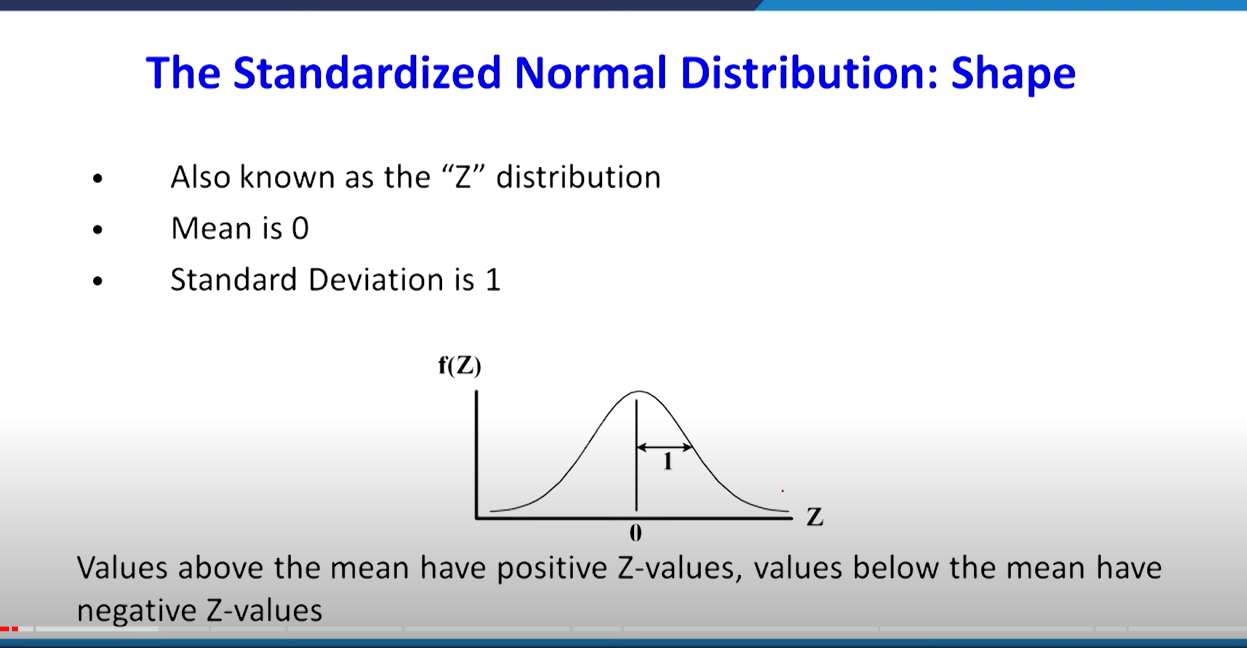 The Standardized Normal Distribution: Shape
• Also known as the “Z” distribution
• Mean is 0
• Standard Deviation is 1
f(Z)
1
Z
0
Values above the mean have positive Z-values, values below the mean have
negative Z-values